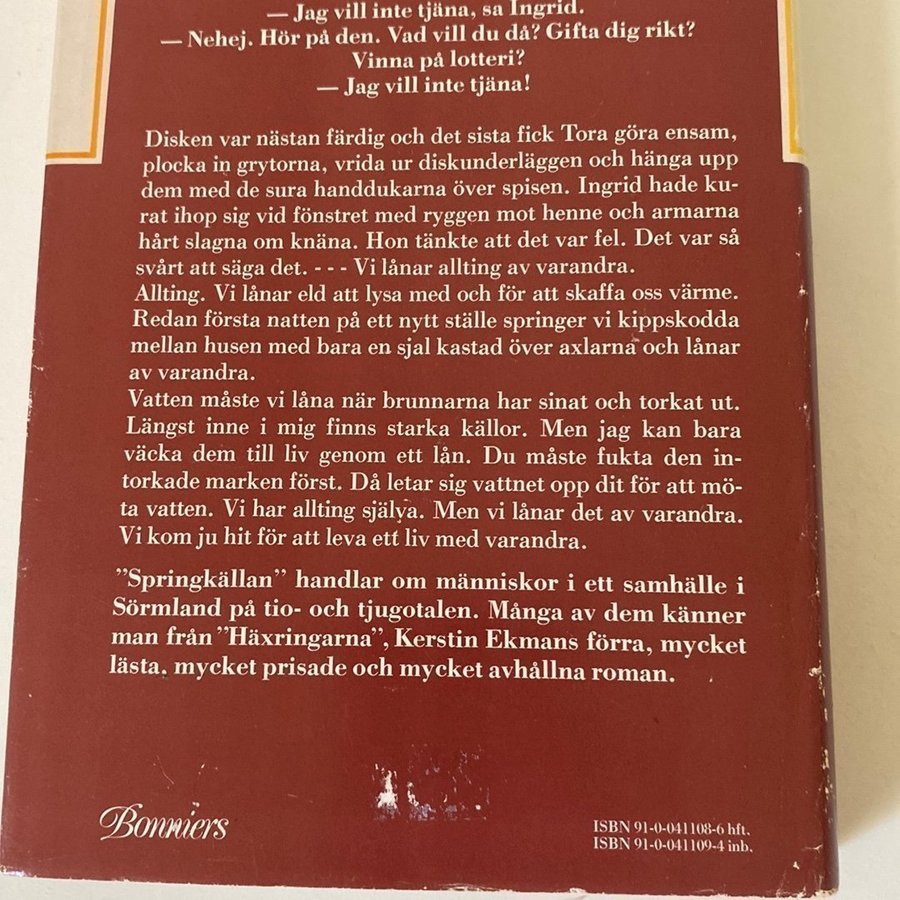 — Jag vill inte tjäna, sa Ingrid.
— Nehej. Hör på den. Vad vill du då? Gifta dig rikt?
Vinna på lotteri?
— Jag vill inte tjäna!
Disken var nästan färdig och det sista fick Tora göra ensam,
plocka in grytorna, vrida ur diskunderläggen och hänga upp
dem med de sura handdukarna över spisen. Ingrid hade ku-
rat ihop sig vid fönstret med ryggen mot henne och armarna
hårt slagna om knäna. Hon tänkte att det var fel. Det var så
svårt att säga det. - - - Vi lånar allting av varandra.
Allting. Vi lånar eld att lysa med och för att skaffa oss värme.
Redan första natten på ett nytt ställe springer vi kippskodda
mellan husen med bara en sjal kastad över axlarna och lånar
av varandra.
Vatten måste vi låna när brunnarna har sinat och torkat ut.
Längst inne i mig finns starka källor. Men jag kan bara
väcka dem till liv genom ett lån. Du måste fukta den in-
torkade marken först. Då letar sig vattnet opp dit för att mö-
ta vatten. Vi har allting själva. Men vi lånar det av varandra.
Vi kom ju hit för att leva ett liv med varandra.
”Springkällan” handlar om människor i ett samhälle i
Sörmland på tio- och tjugotalen. Många av dem känner
man från ”Häxringarna”, Kerstin Ekmans förra, mycket
lästa, mycket prisade och mycket avhållna roman.
Bonniers
ISBN 91-0-041108-6 hft.
ISBN 91-0-041109-4 inb.